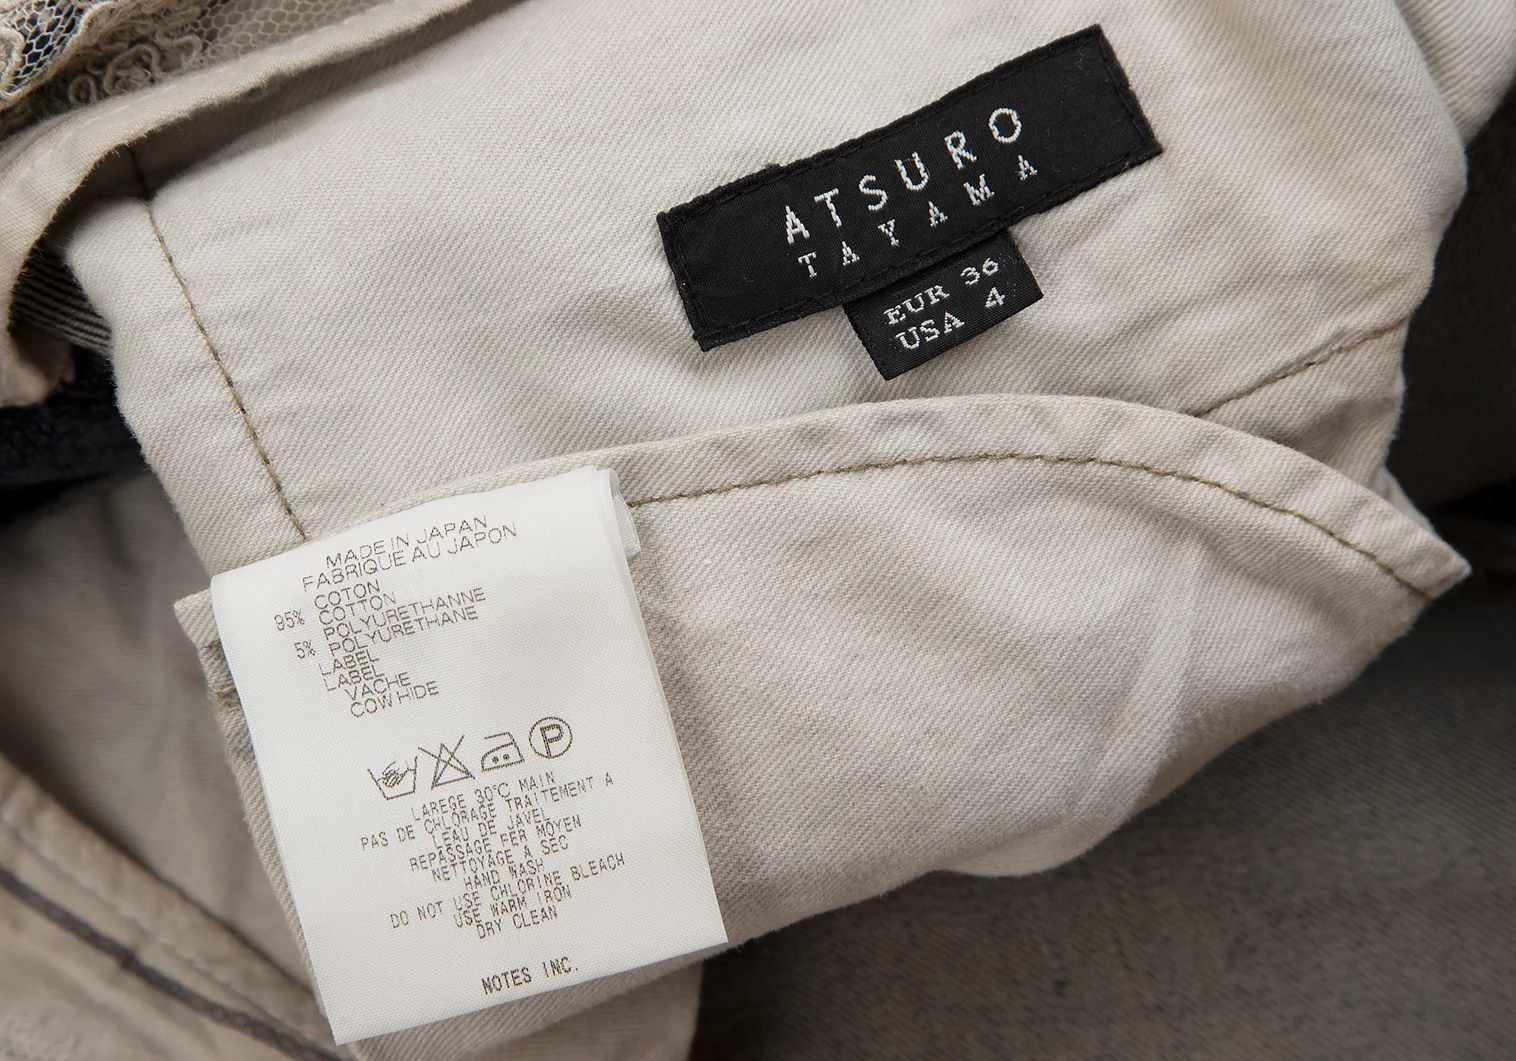 ATSURO
TAYAMA
EUR 36
USA 4
MADE IN JAPAN
FABRIQUE AU JAPON
COTON
95% COTTON
POLYURETHANNE
5% POLYURETHANE
LABEL
LABEL
VACHE
COW HIDE
P
LAREGE 30°C MAIN
PAS DE CHLORAGE TRAITEMENT A
L'EAU DE JAVEL
REPASSAGE FER MOYEN
NETTOYAGE A SEC
HAND WASH
DO NOT USE CHLORINE BLEACH
USE WARM IRON
DRY CLEAN
NOTES INC.